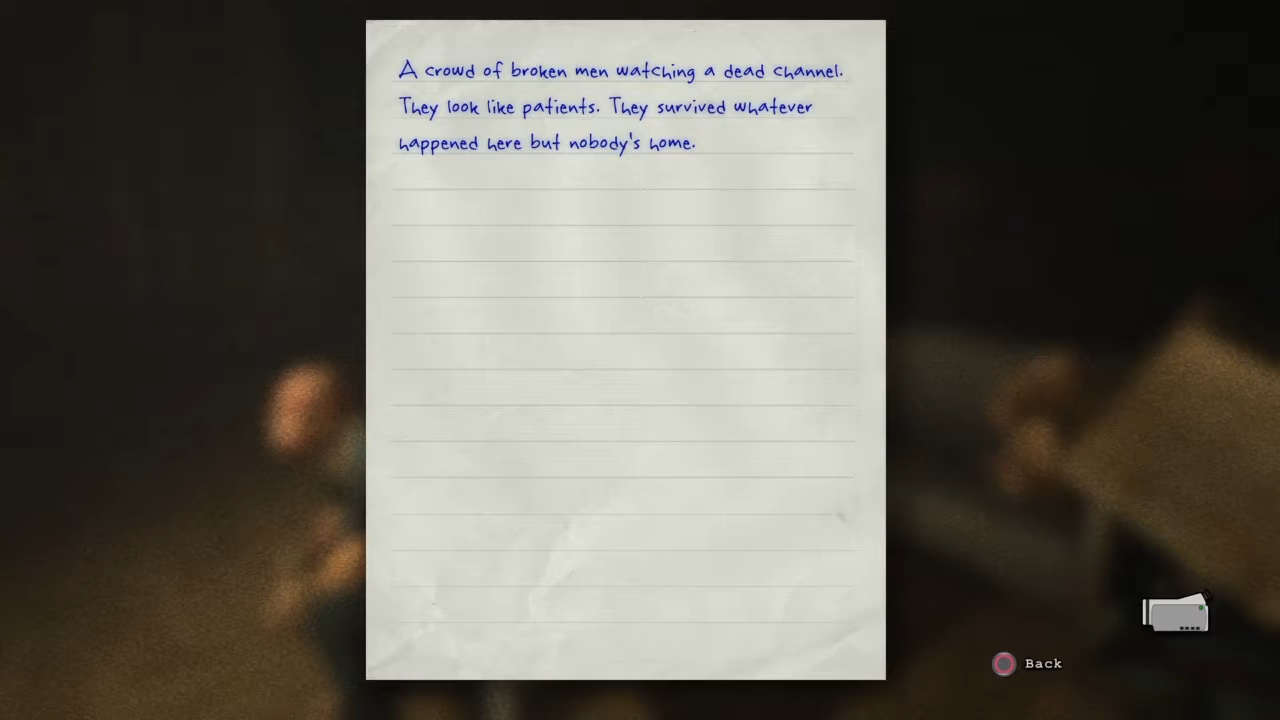 A crowd of broken men watching a dead channel.
They look like patients. They survived whatever
happened here but nobody's home.
Back